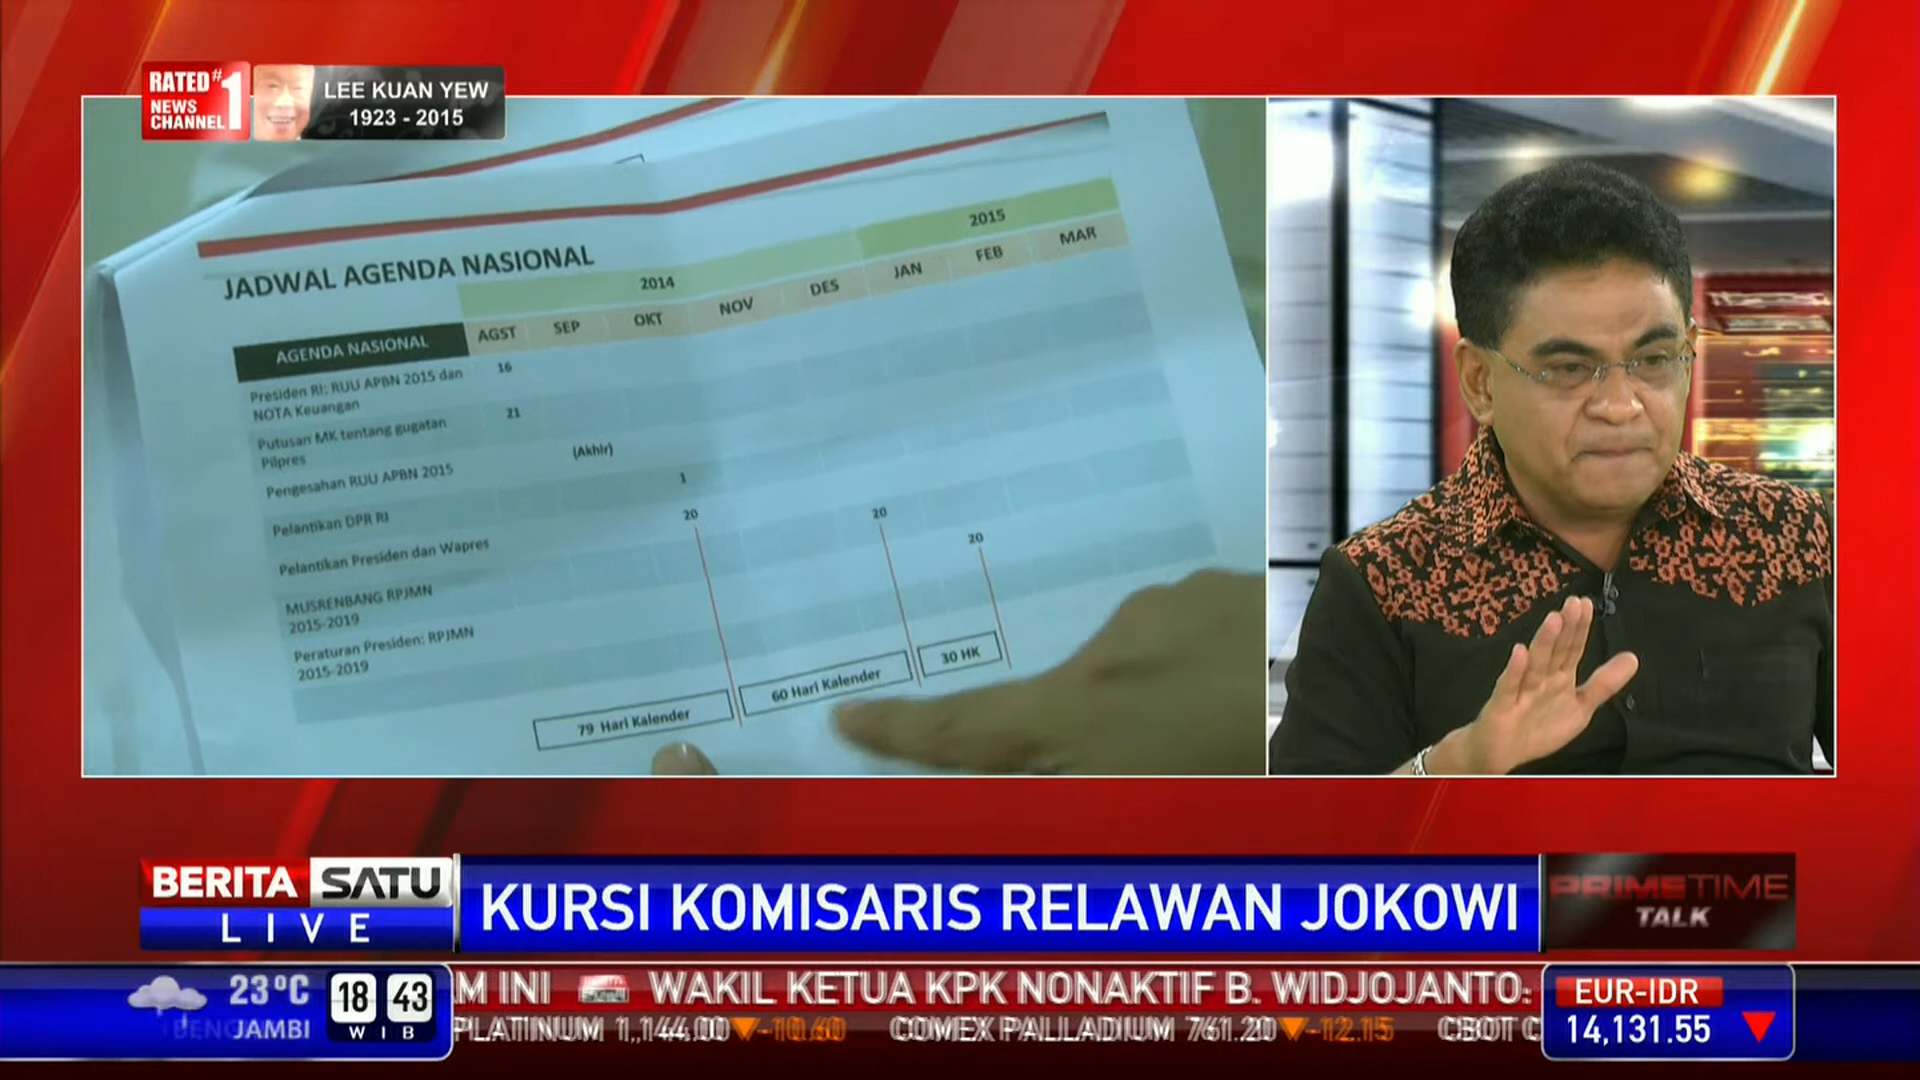 RATED #1
NEWS
CHANNEL
LEE KUAN YEW
1923 - 2015
JADWAL AGENDA NASIONAL
2014
2015
AGENDA NASIONAL
AGST
SEP
OKT
NOV
DES
JAN
FEB
MAR
Presiden RI: RUU APBN 2015 dan
NOTA Keuangan
16
Putusan MK tentang gugatan
Pilpres
21
Pengesahan RUU APBN 2015
(Akhir)
Pelantikan DPR RI
1
Pelantikan Presiden dan Wapres
20
MUSRENBANG RPJMN
2015-2019
20
Peraturan Presiden: RPJMN
2015-2019
20
79 Hari Kalender
60 Hari Kalender
30 HK
BERITA SATU
LIVE
KURSI KOMISARIS RELAWAN JOKOWI
PRIMETIME
TALK
23°C
JAMBI
18 43
WIB
M INI WAKIL KETUA KPK NONAKTIF B. WIDJOJANTO:
PLATINUM 1,144.00 -10.60 COMEX PALLADIUM 761.20 -12.15 CBOT C
EUR-IDR
14,131.55